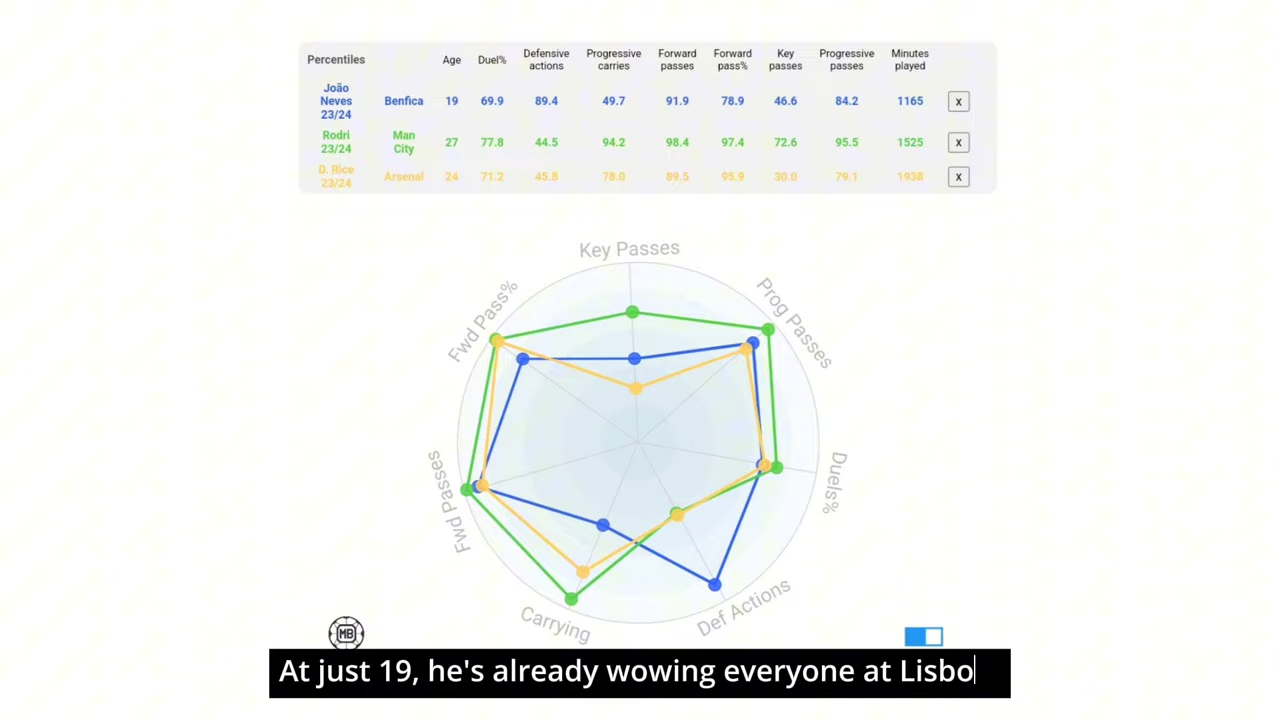 Percentiles Age Duel% Defensive actions Progressive carries Forward passes Forward pass% Key passes Progressive passes Minutes played
João Neves 23/24 Benfica 19 69.9 89.4 49.7 91.9 78.9 46.6 84.2 1165 X
Rodri 23/24 Man City 27 77.8 44.5 94.2 98.4 97.4 72.6 95.5 1525 X
D. Rice 23/24 Arsenal 24 71.2 45.8 78.0 89.5 95.9 30.0 79.1 1938 X
Key Passes
Fwd Pass%
Prog Passes
Fwd Passes
Duels%
Carrying
Def Actions
MB
At just 19, he's already wowing everyone at Lisbo